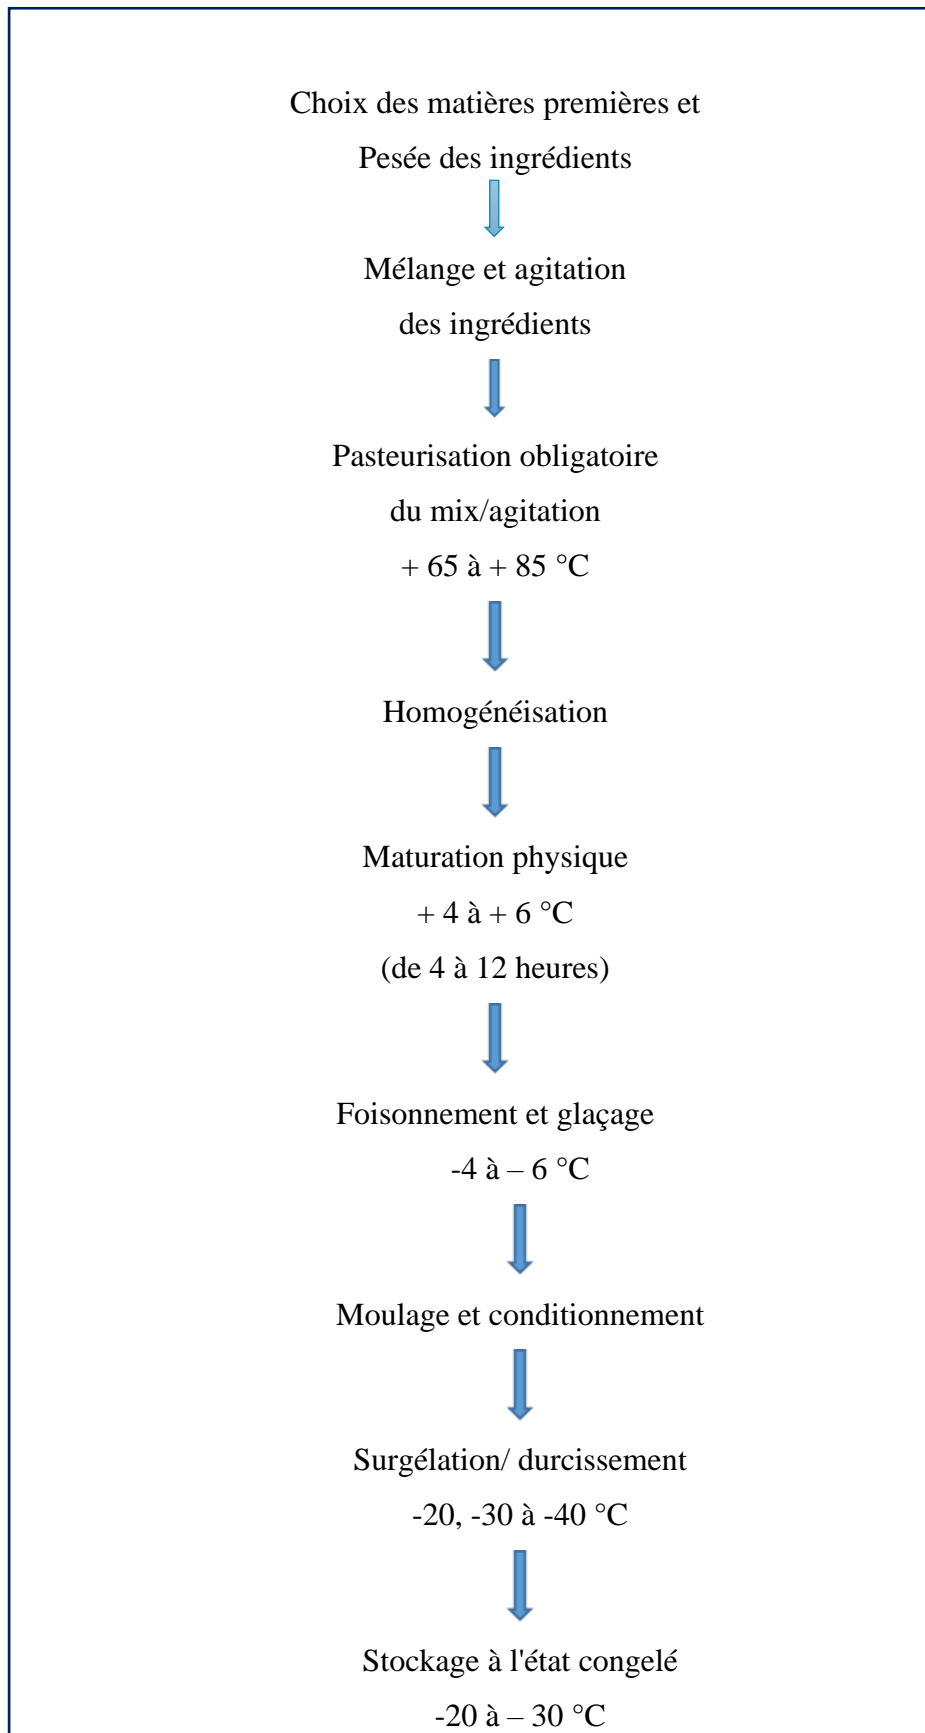 Choix des matières premières et
Pesée des ingrédients
Mélange et agitation
des ingrédients
Pasteurisation obligatoire
du mix/agitation
+ 65 à + 85 °C
Homogénéisation
Maturation physique
+ 4 à + 6 °C
(de 4 à 12 heures)
Foisonnement et glaçage
-4 à – 6 °C
Moulage et conditionnement
Surgélation/ durcissement
-20, -30 à -40 °C
Stockage à l'état congelé
-20 à – 30 °C